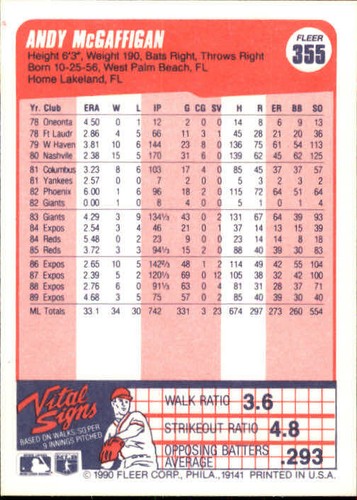 ANDY McGAFFIGAN
FLEER
355
Height 6'3", Weight 190, Bats Right, Throws Right
Born 10-25-56, West Palm Beach, FL
Home Lakeland, FL
Yr. Club ERA W L IP G CG SV H R ER BB SO
78 Oneonta 4.50 0 0 12 2 0 0 14 8 6 9 13
78 Ft Laudr 2.86 4 5 66 11 3 1 45 28 21 20 36
79 W Haven 3.81 10 6 144 23 8 0 136 75 61 54 113
80 Nashville 2.38 15 5 170 31 6 0 139 62 45 62 125
81 Columbus 3.23 8 6 103 17 4 0 85 45 37 37 57
81 Yankees 2.57 0 0 7 2 0 0 5 3 2 3 2
82 Phoenix 6.00 1 6 96 18 2 0 115 72 64 51 64
82 Giants 0.00 1 0 8 4 0 0 5 1 0 1 4
83 Giants 4.29 3 9 134⅓ 43 0 2 131 67 64 39 93
84 Expos 2.54 3 4 46 21 0 1 37 14 13 15 39
84 Reds 5.48 0 2 23 9 0 0 23 14 14 8 18
85 Reds 3.72 3 3 94⅓ 15 2 0 88 40 39 30 83
86 Expos 2.65 10 5 142⅔ 48 1 2 114 49 42 55 104
87 Expos 2.39 5 2 120⅓ 69 0 12 105 38 32 42 100
88 Expos 2.76 6 0 91⅓ 63 0 4 81 31 28 37 71
89 Expos 4.68 3 5 75 57 0 2 85 40 39 30 40
ML Totals 33.1 34 30 742 331 3 23 674 297 273 260 554
Vital Signs
BASED ON WALKS, SO PER 9 INNINGS PITCHED
WALK RATIO 3.6
STRIKEOUT RATIO 4.8
OPPOSING BATTERS AVERAGE .293
© 1990 FLEER CORP., PHILA., 19141 PRINTED IN U.S.A.